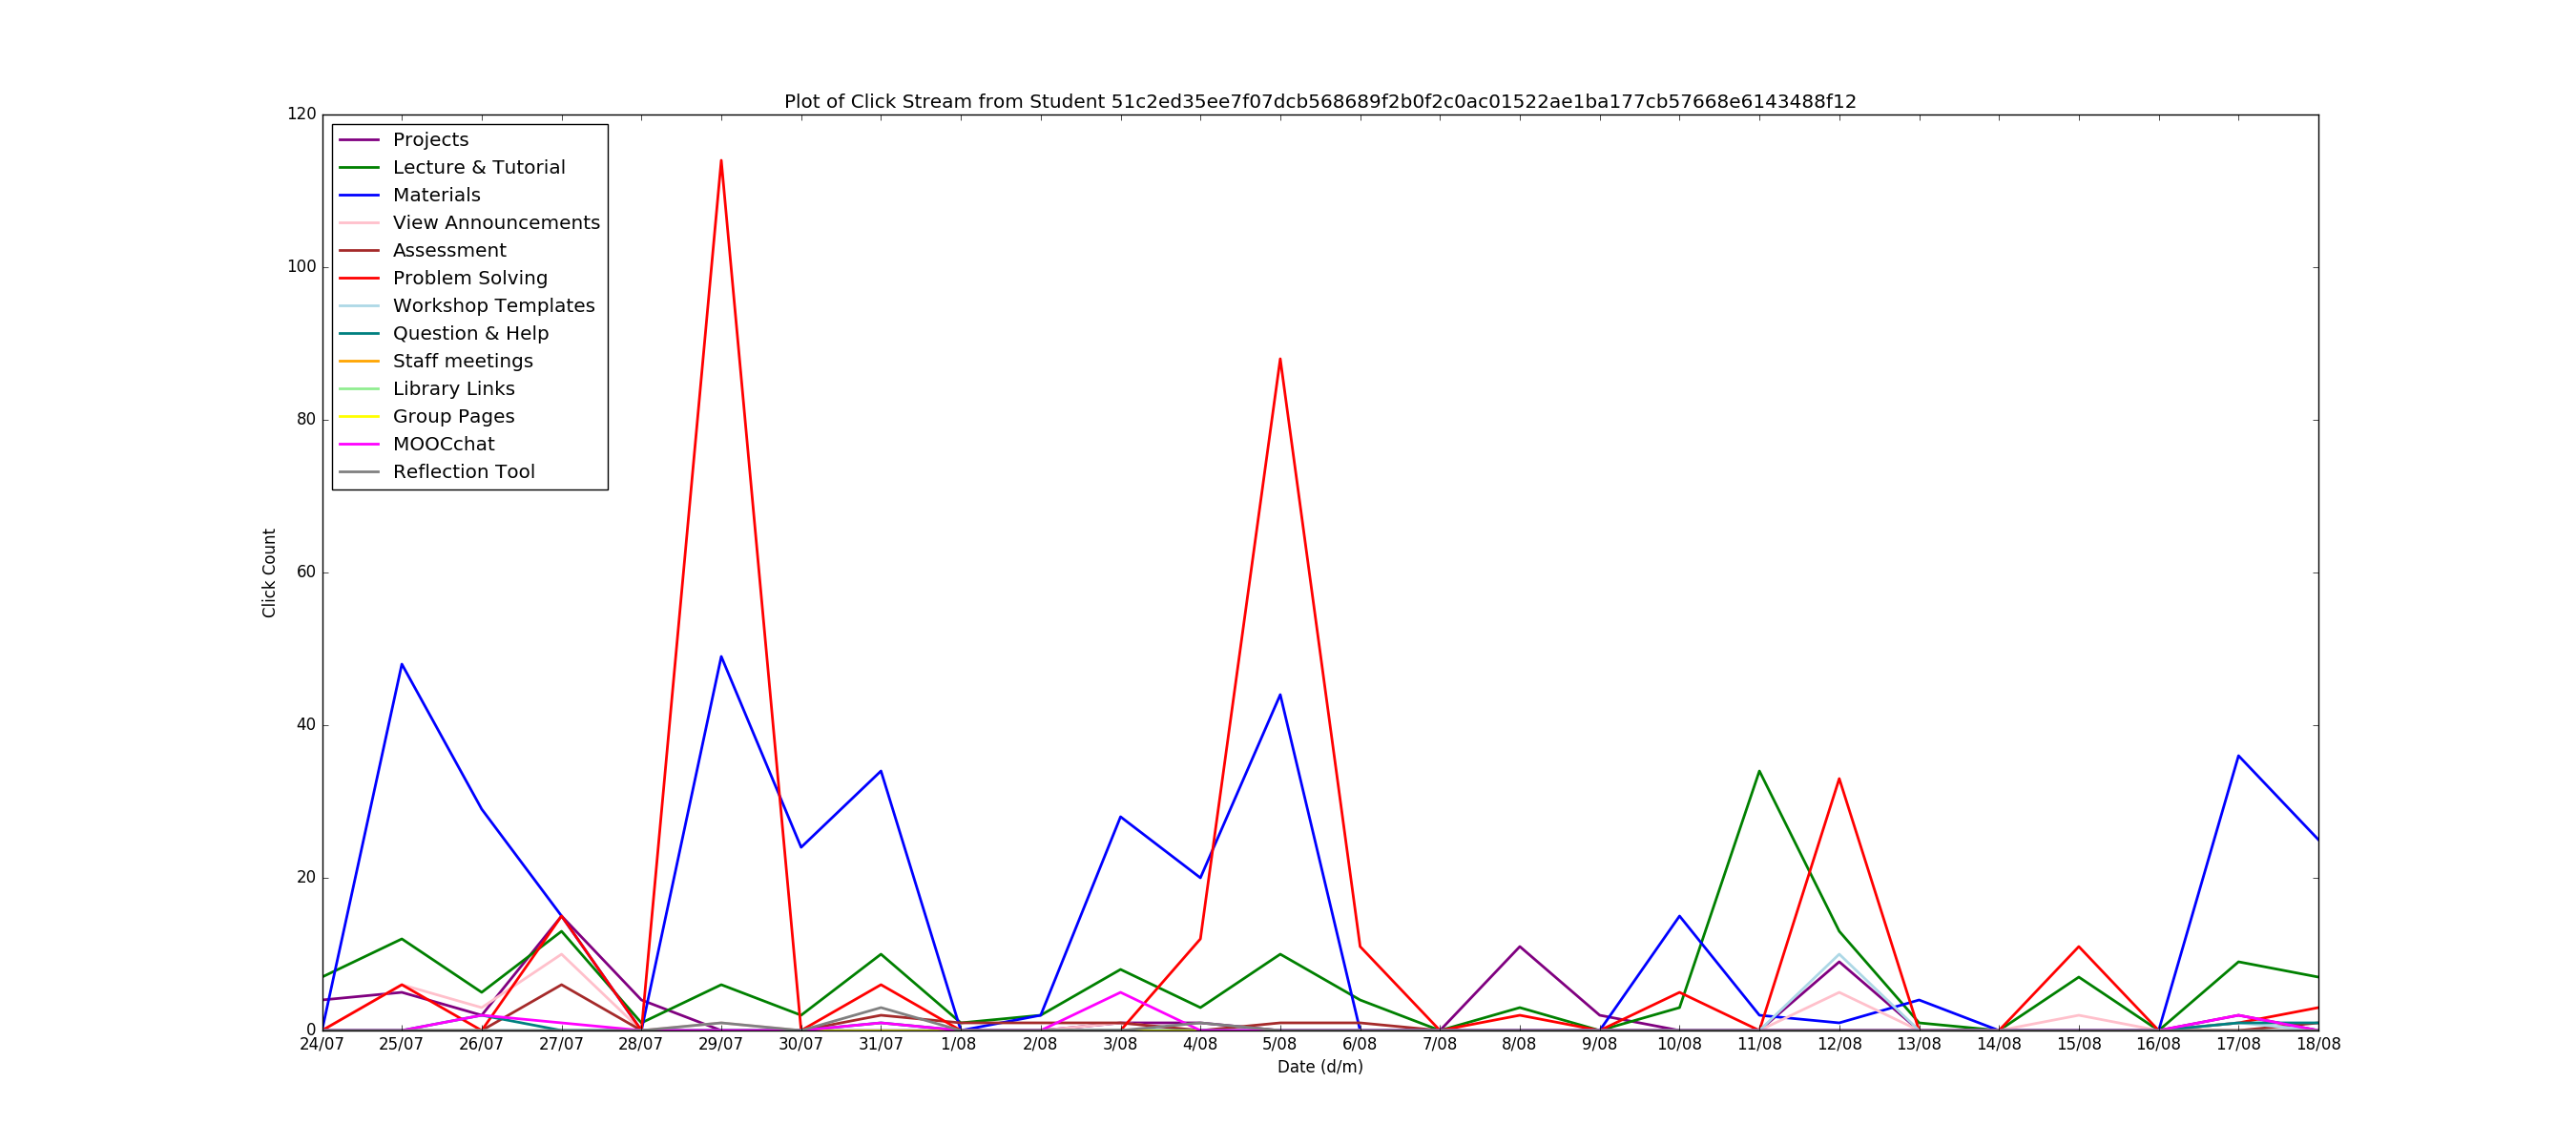 Plot of Click Stream from Student 51c2ed35ee7f07dcb568689f2b0f2c0ac01522ae1ba177cb57668e6143488f12
120
100
80
60
40
20
0
Click Count
Projects
Lecture & Tutorial
Materials
View Announcements
Assessment
Problem Solving
Workshop Templates
Question & Help
Staff meetings
Library Links
Group Pages
MOOCchat
Reflection Tool
24/07 25/07 26/07 27/07 28/07 29/07 30/07 31/07 1/08 2/08 3/08 4/08 5/08 6/08 7/08 8/08 9/08 10/08 11/08 12/08 13/08 14/08 15/08 16/08 17/08 18/08
Date (d/m)